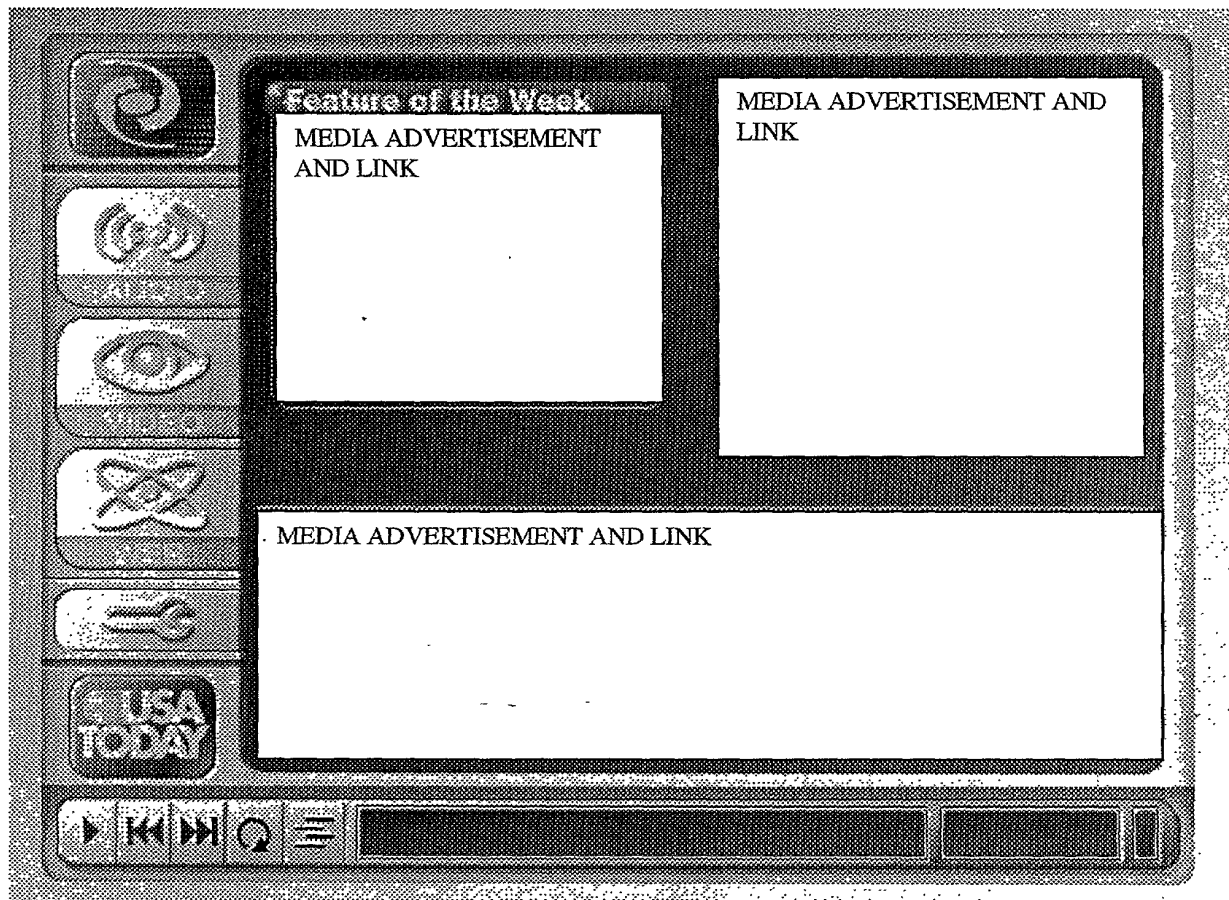 *Feature of the Week
MEDIA ADVERTISEMENT
AND LINK
MEDIA ADVERTISEMENT AND
LINK
MEDIA ADVERTISEMENT AND LINK
USA
TODAY